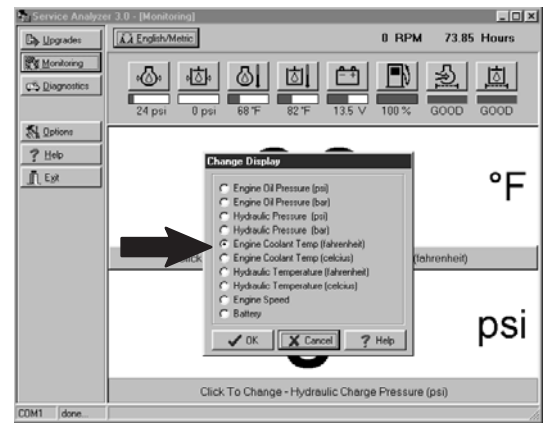 Service Analyzer 3.0 - [Monitoring]
Upgrades
English/Metric
0 RPM 73.85 Hours
Monitoring
Diagnostics
24 psi 0 psi 68 °F 82 °F 13.5 V 100 % GOOD GOOD
Options
Help
Exit
Change Display
°F
Engine Oil Pressure (psi)
Engine Oil Pressure (bar)
Hydraulic Pressure (psi)
Hydraulic Pressure (bar)
Engine Coolant Temp (fahrenheit)
Engine Coolant Temp (celcius)
Hydraulic Temperature (fahrenheit)
Hydraulic Temperature (celcius)
Engine Speed
Battery
(fahrenheit)
OK Cancel Help
psi
Click To Change - Hydraulic Charge Pressure (psi)
COM1 done...